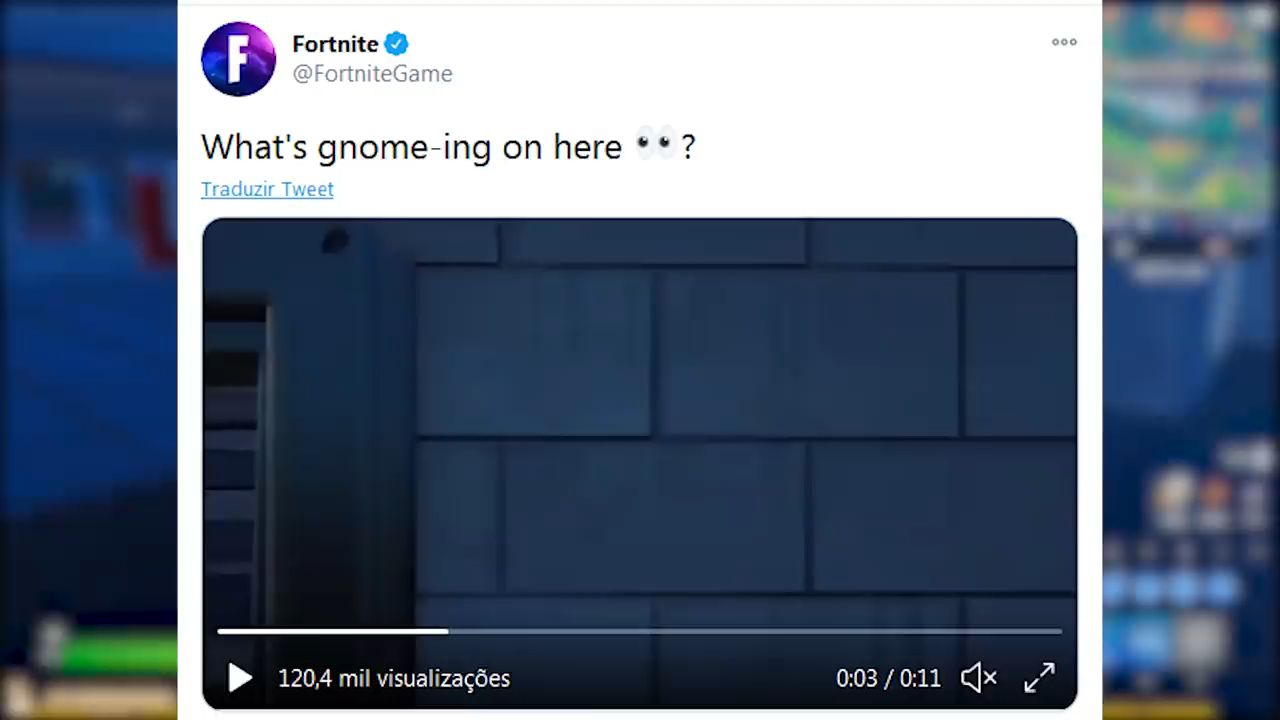 Fortnite
@FortniteGame
What's gnome-ing on here 👀?
Traduzir Tweet
120,4 mil visualizações
0:03 / 0:11